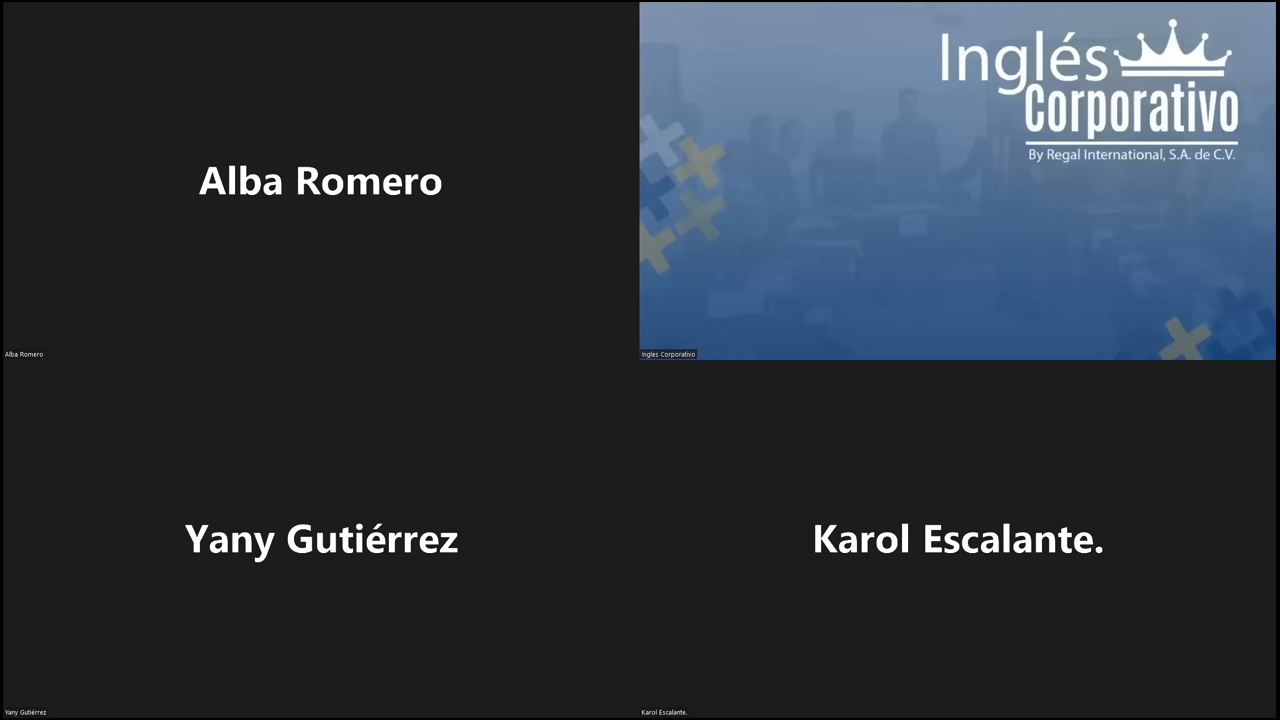 Alba Romero
Alba Romero
Inglés
Corporativo
By Regal International, S.A. de C.V.
Ingles Corporativo
Yany Gutiérrez
Yany Gutiérrez
Karol Escalante.
Karol Escalante.